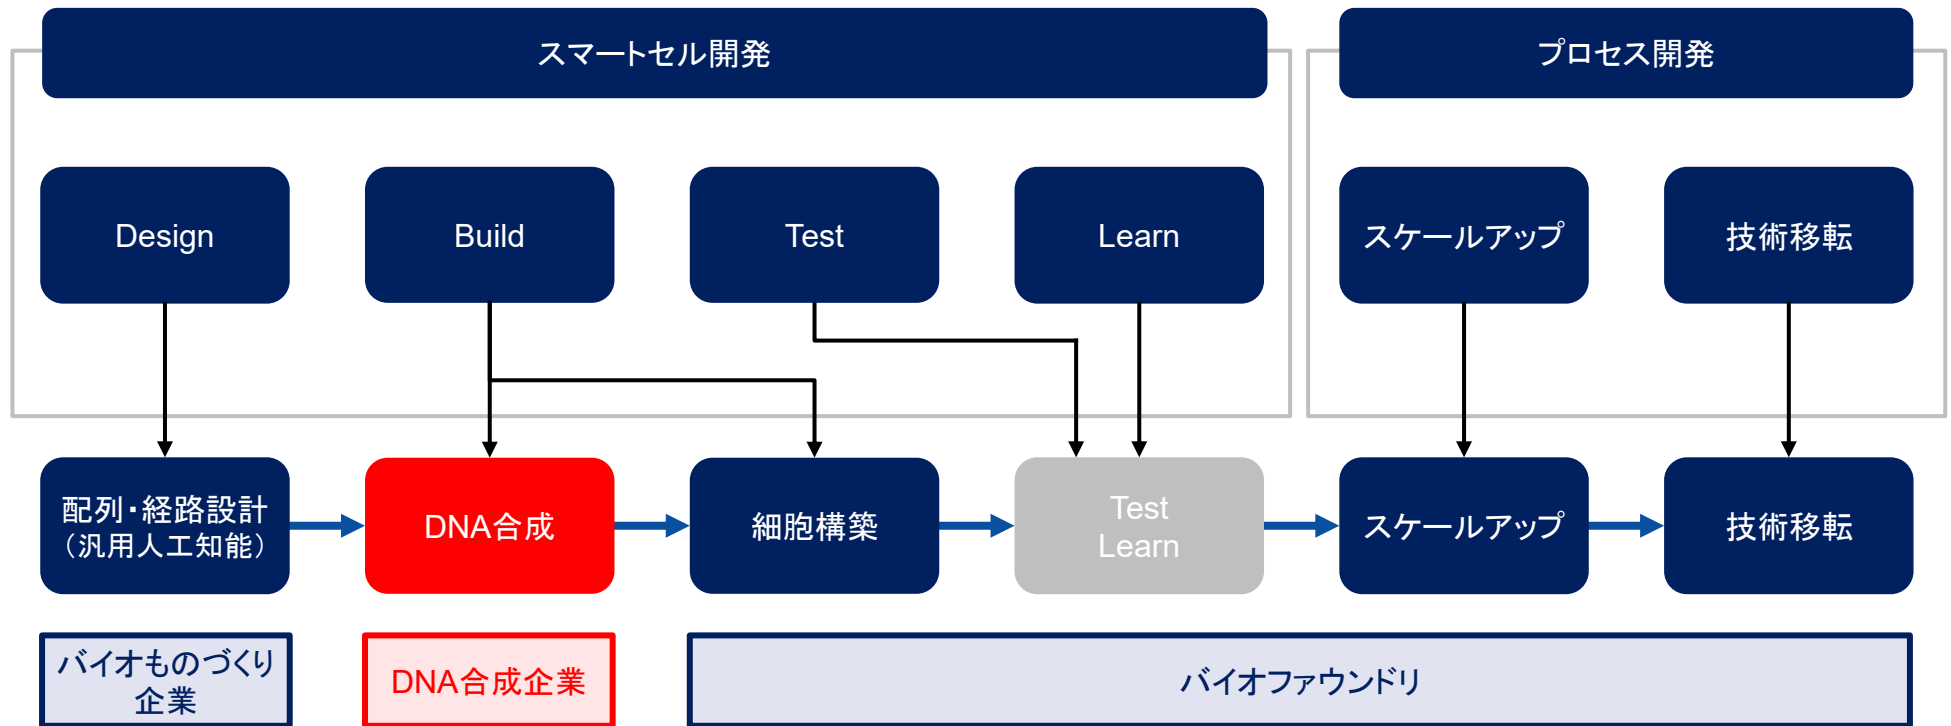 スマートセル開発
プロセス開発
Design
Build
Test
Learn
スケールアップ
技術移転
配列・経路設計
（汎用人工知能）
DNA合成
細胞構築
Test
Learn
スケールアップ
技術移転
バイオものづくり
企業
DNA合成企業
バイオファウンドリ